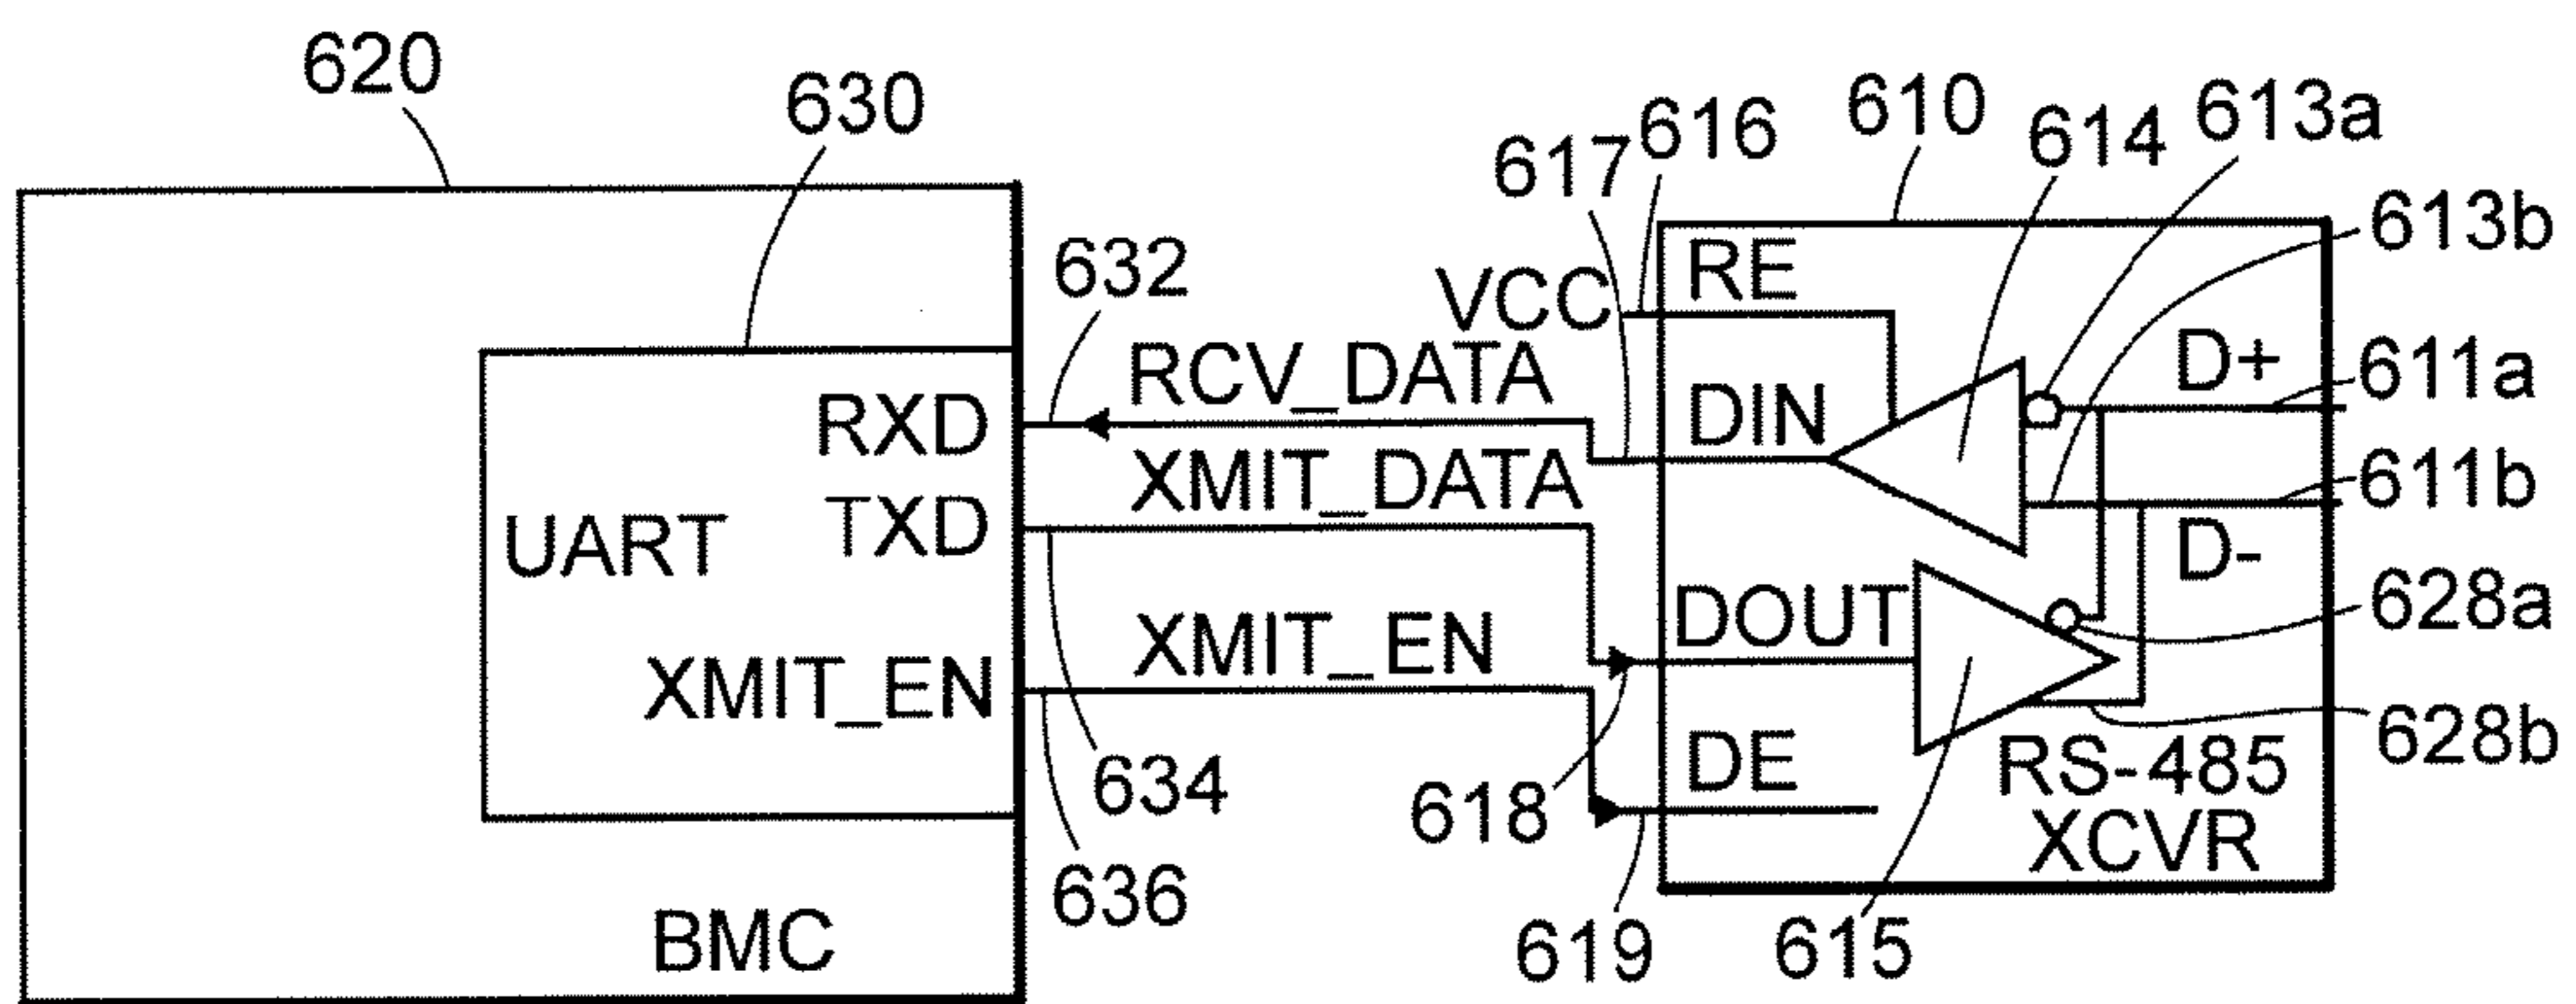 620
630
632
RXD
TXD
UART
XMIT_EN
BMC
634
636
RCV_DATA
XMIT_DATA
XMIT_EN
617
616
VCC
610
614
613a
613b
RE
DIN
D+
611a
611b
D-
DOUT
628a
628b
DE
RS-485
XCVR
618
619
615